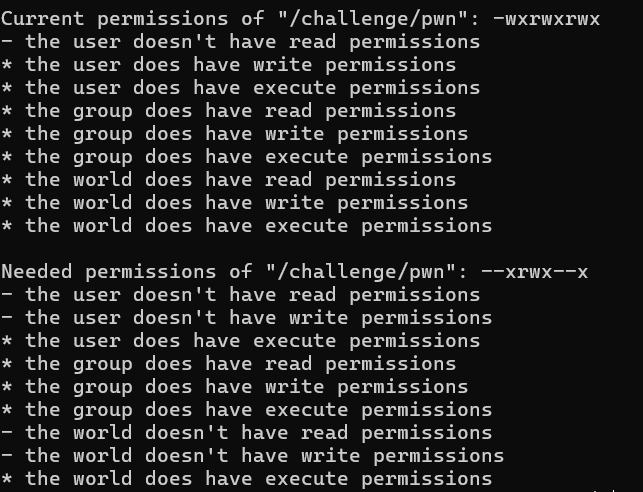 Current permissions of "/challenge/pwn": -wxrwxrwx
- the user doesn't have read permissions
* the user does have write permissions
* the user does have execute permissions
* the group does have read permissions
* the group does have write permissions
* the group does have execute permissions
* the world does have read permissions
* the world does have write permissions
* the world does have execute permissions
Needed permissions of "/challenge/pwn": --xrwx--x
- the user doesn't have read permissions
- the user doesn't have write permissions
* the user does have execute permissions
* the group does have read permissions
* the group does have write permissions
* the group does have execute permissions
- the world doesn't have read permissions
- the world doesn't have write permissions
* the world does have execute permissions